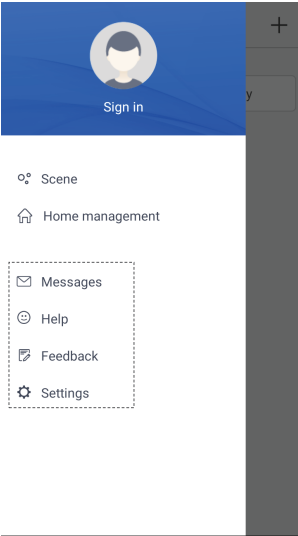 Sign in
y
Scene
Home management
Messages
Help
Feedback
Settings